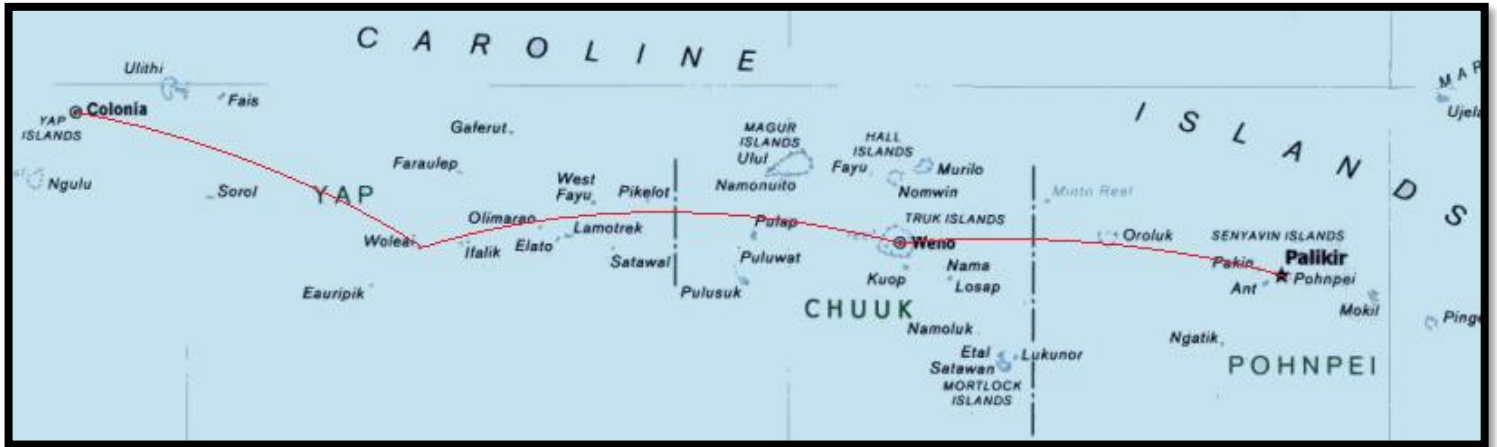 CAROLINE
ISLANDS
Ulithi
Fais
Colonia
YAP
ISLANDS
Ngulu
Sorol
YAP
Gaferut
Faraulep
West
Fayu
Pikelot
Olimarao
Lamotrek
Woleai
Ifalik
Elato
Satawal
Eauripik
MAGUR
ISLANDS
Ulul
Namonuito
Pulap
Puluwat
Pulusuk
HALL
ISLANDS
Fayu
Murilo
Nomwin
TRUK ISLANDS
Weno
Kuop
Nama
Losap
CHUUK
Namoluk
Etal
Lukunor
Satawan
MORTLOCK
ISLANDS
Minto Reef
Oroluk
SENYAVIN ISLANDS
Pakin
Palikir
Ant
Pohnpei
Mokil
Ngatik
POHNPEI
MAR
Ujela
Pinge